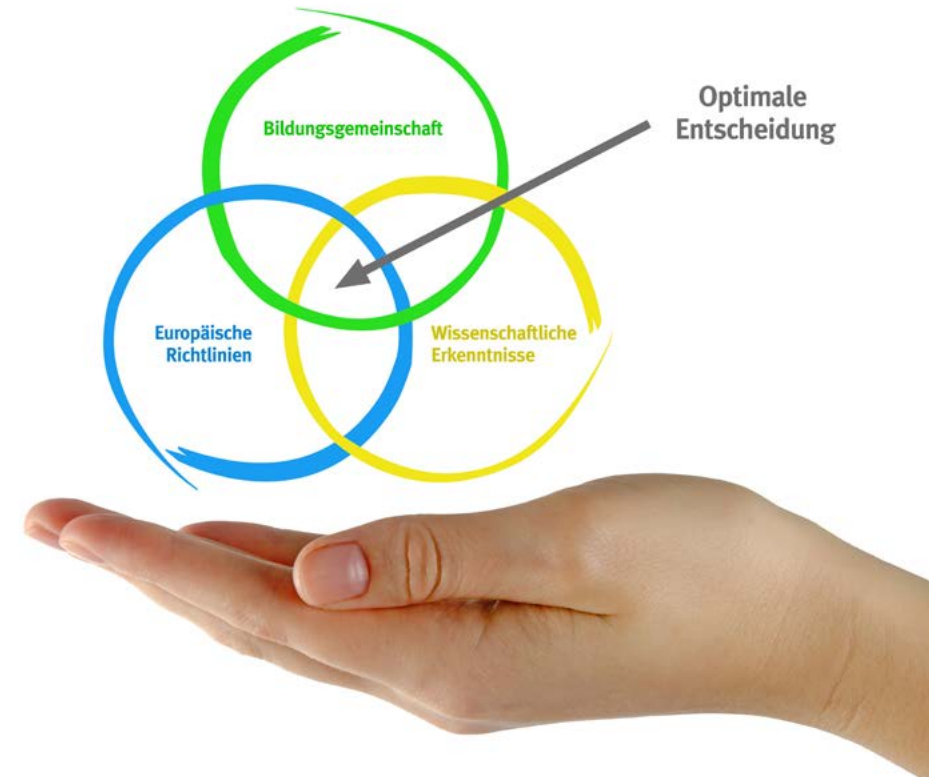 Optimale
Entscheidung
Bildungsgemeinschaft
Europäische
Richtlinien
Wissenschaftliche
Erkenntnisse